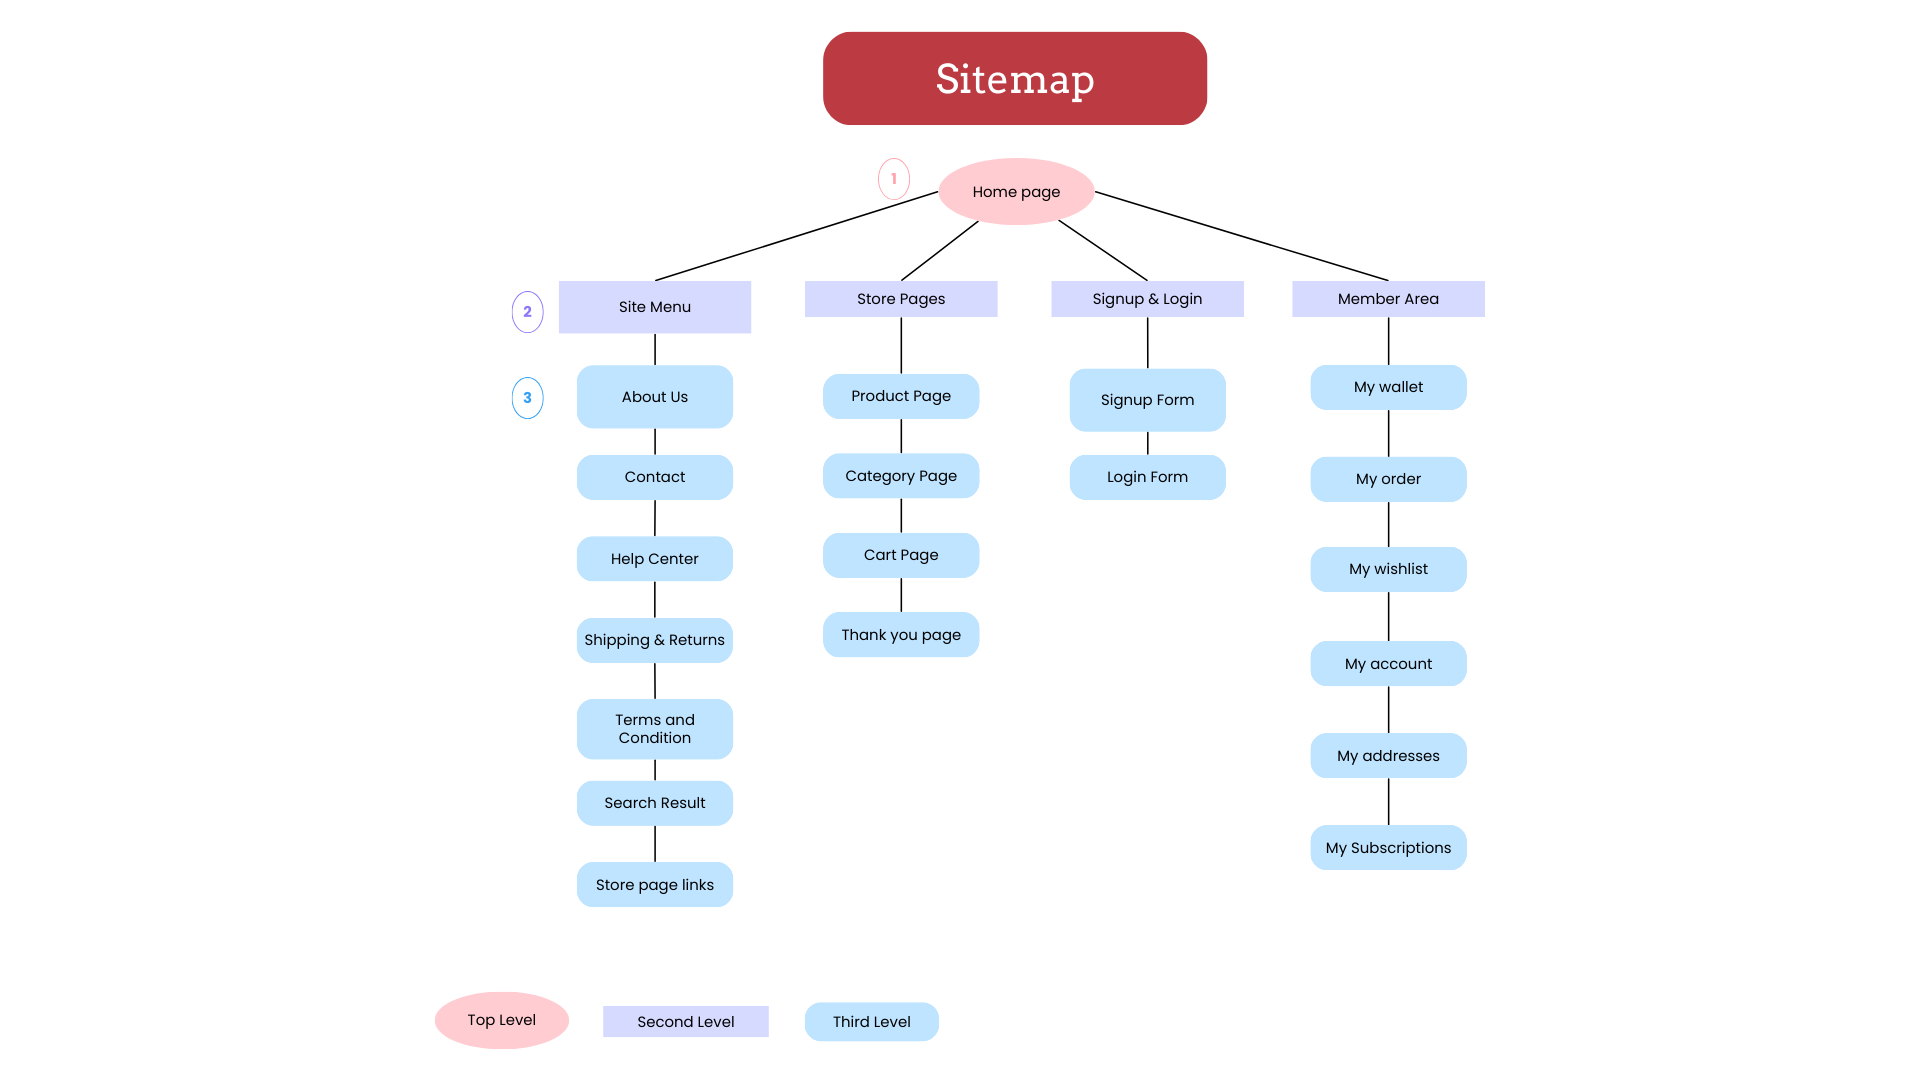 Sitemap
1
Home page
2
Site Menu
Store Pages
Signup & Login
Member Area
3
About Us
Contact
Help Center
Shipping & Returns
Terms and
Condition
Search Result
Store page links
Product Page
Category Page
Cart Page
Thank you page
Signup Form
Login Form
My wallet
My order
My wishlist
My account
My addresses
My Subscriptions
Top Level
Second Level
Third Level